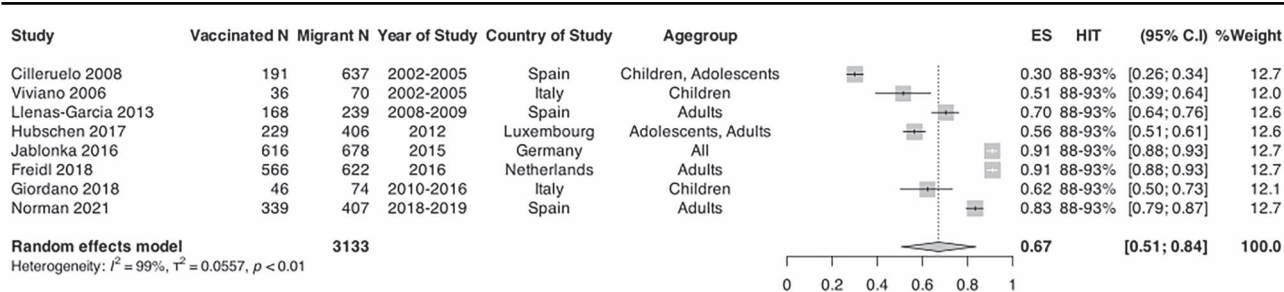 Study Vaccinated N Migrant N Year of Study Country of Study Agegroup ES HIT (95% C.I) %Weight
Cilleruelo 2008 191 637 2002-2005 Spain Children, Adolescents 0.30 88-93% [0.26; 0.34] 12.7
Viviano 2006 36 70 2002-2005 Italy Children 0.51 88-93% [0.39; 0.64] 12.0
Llenas-Garcia 2013 168 239 2008-2009 Spain Adults 0.70 88-93% [0.64; 0.76] 12.6
Hubschen 2017 229 406 2012 Luxembourg Adolescents, Adults 0.56 88-93% [0.51; 0.61] 12.6
Jablonka 2016 616 678 2015 Germany All 0.91 88-93% [0.88; 0.93] 12.7
Freidl 2018 566 622 2016 Netherlands Adults 0.91 88-93% [0.88; 0.93] 12.7
Giordano 2018 46 74 2010-2016 Italy Children 0.62 88-93% [0.50; 0.73] 12.1
Norman 2021 339 407 2018-2019 Spain Adults 0.83 88-93% [0.79; 0.87] 12.7
Random effects model 3133 0.67 [0.51; 0.84] 100.0
Heterogeneity: I² = 99%, τ² = 0.0557, p < 0.01
0 0.2 0.4 0.6 0.8 1